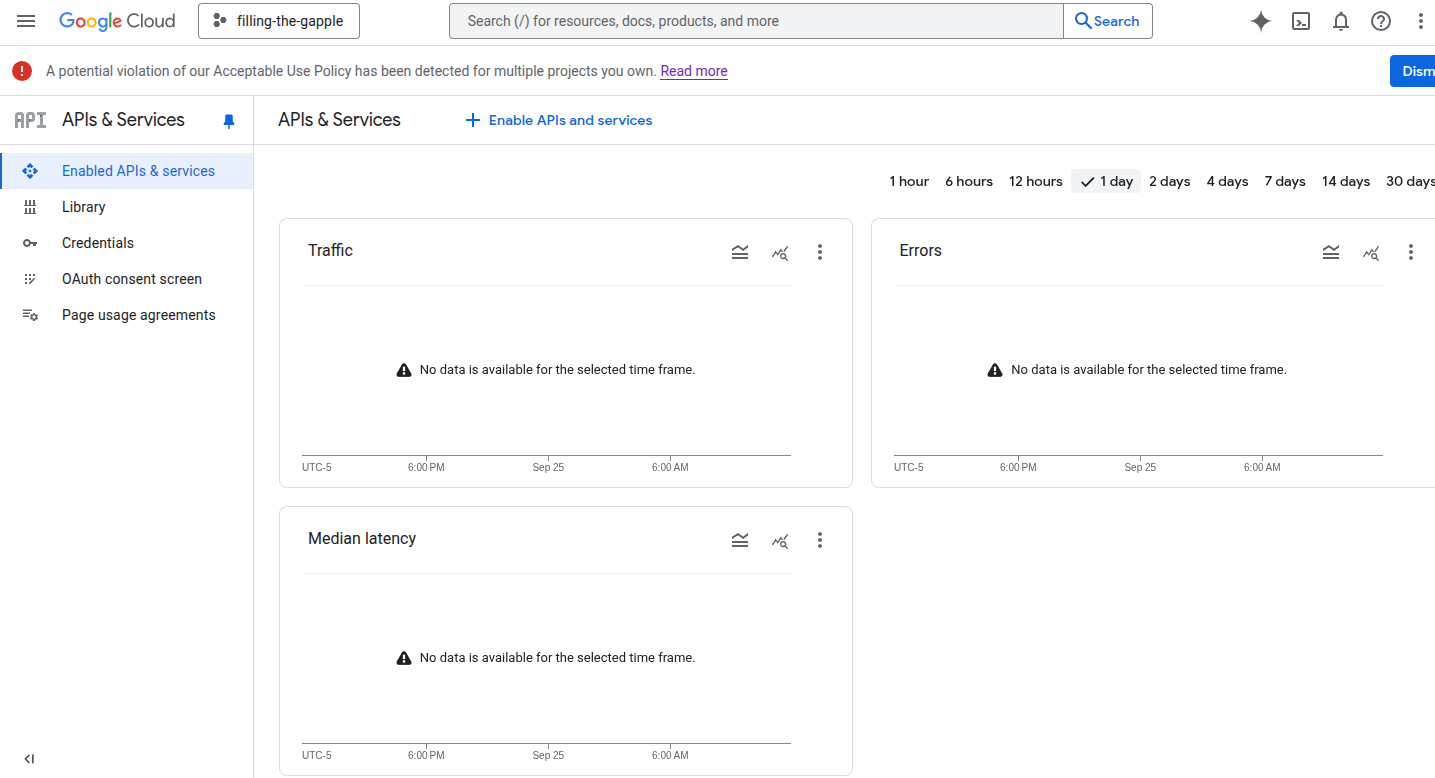 Google Cloud
filling-the-gapple
Search (/) for resources, docs, products, and more
Search
A potential violation of our Acceptable Use Policy has been detected for multiple projects you own. Read more
Dism
API
APIs & Services
APIs & Services
Enable APIs and services
Enabled APIs & services
Library
Credentials
OAuth consent screen
Page usage agreements
1 hour 6 hours 12 hours 1 day 2 days 4 days 7 days 14 days 30 days
Traffic
No data is available for the selected time frame.
UTC-5 6:00 PM Sep 25 6:00 AM
Errors
No data is available for the selected time frame.
UTC-5 6:00 PM Sep 25 6:00 AM
Median latency
No data is available for the selected time frame.
UTC-5 6:00 PM Sep 25 6:00 AM